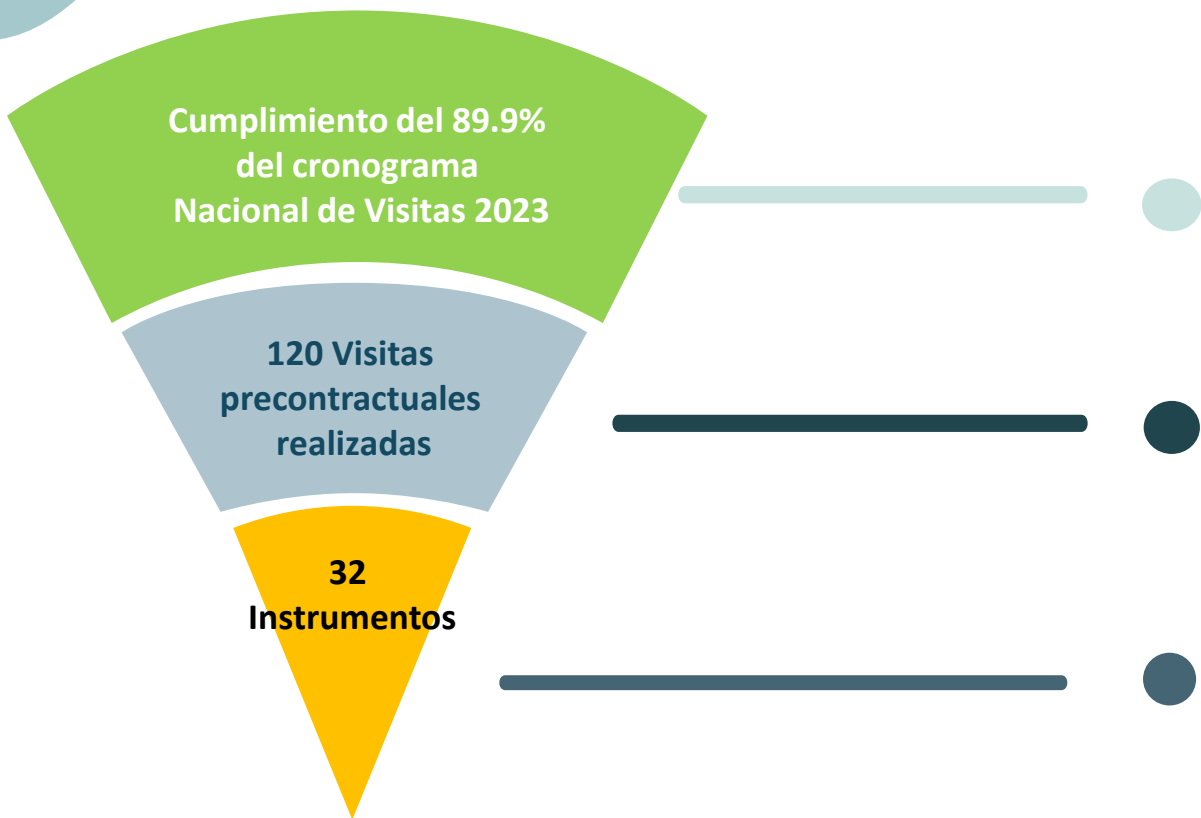 Cumplimiento del 89.9%
del cronograma
Nacional de Visitas 2023
120 Visitas
precontractuales
realizadas
32
Instrumentos